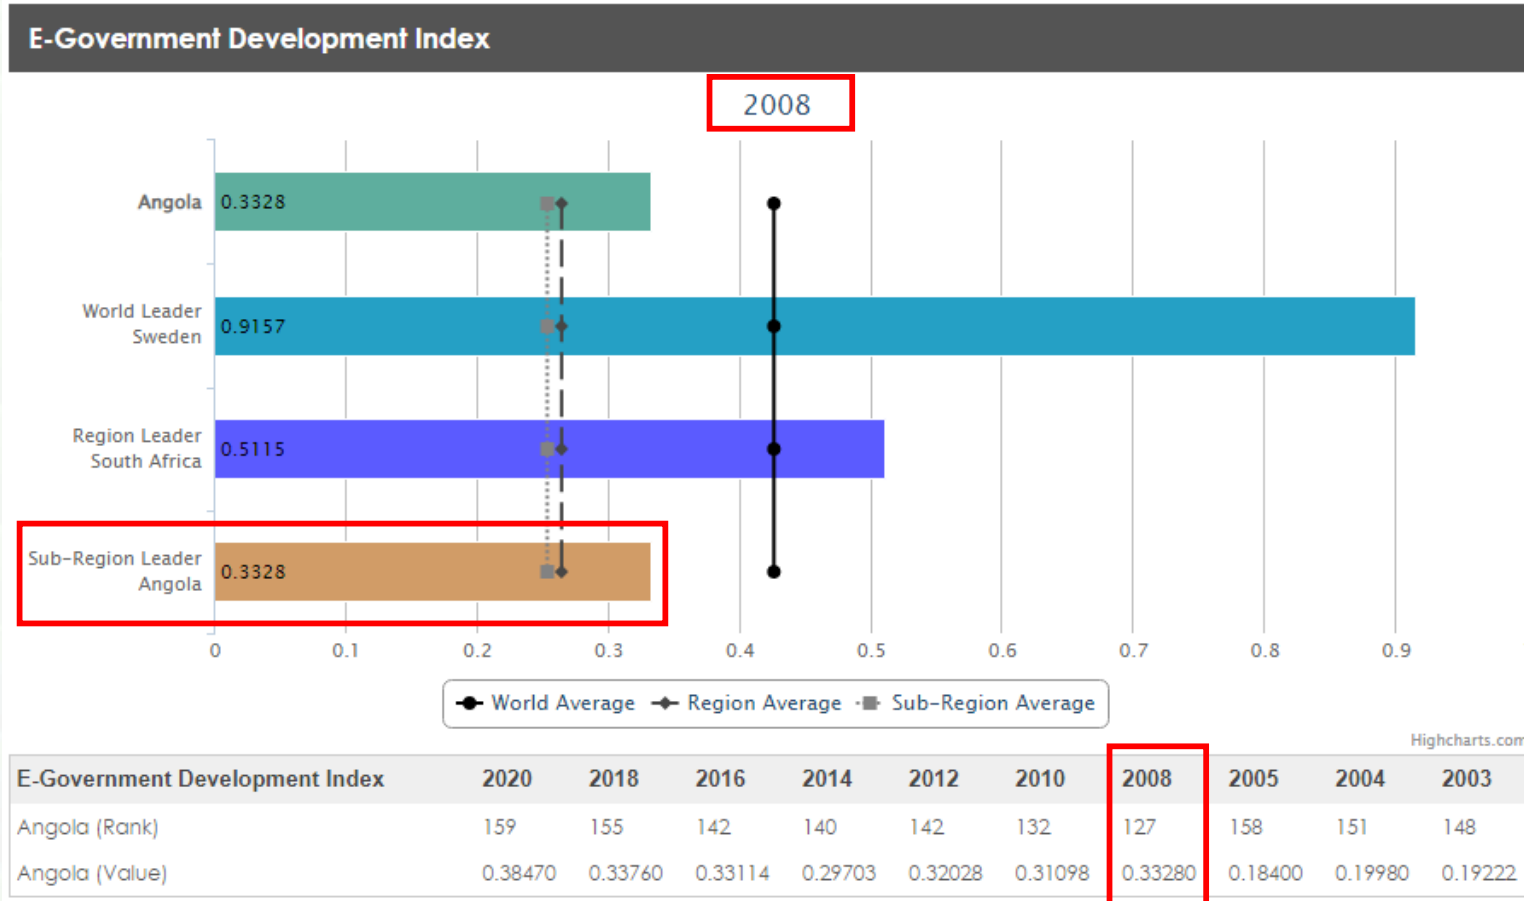 E-Government Development Index
2008
Angola 0.3328
World Leader
Sweden
0.9157
Region Leader
South Africa
0.5115
Sub-Region Leader
Angola
0.3328
0 0.1 0.2 0.3 0.4 0.5 0.6 0.7 0.8 0.9
World Average Region Average Sub-Region Average
Highcharts.com
E-Government Development Index 2020 2018 2016 2014 2012 2010 2008 2005 2004 2003
Angola (Rank) 159 155 142 140 142 132 127 158 151 148
Angola (Value) 0.38470 0.33760 0.33114 0.29703 0.32028 0.31098 0.33280 0.18400 0.19980 0.19222